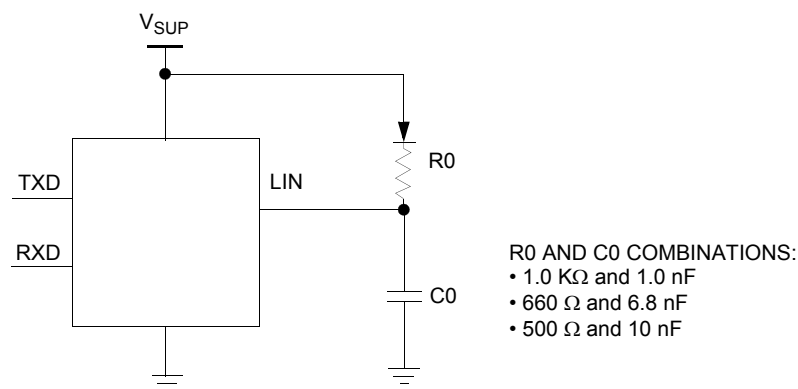 VSUP
R0
TXD
LIN
RXD
C0
R0 AND C0 COMBINATIONS:
• 1.0 KΩ and 1.0 nF
• 660 Ω and 6.8 nF
• 500 Ω and 10 nF